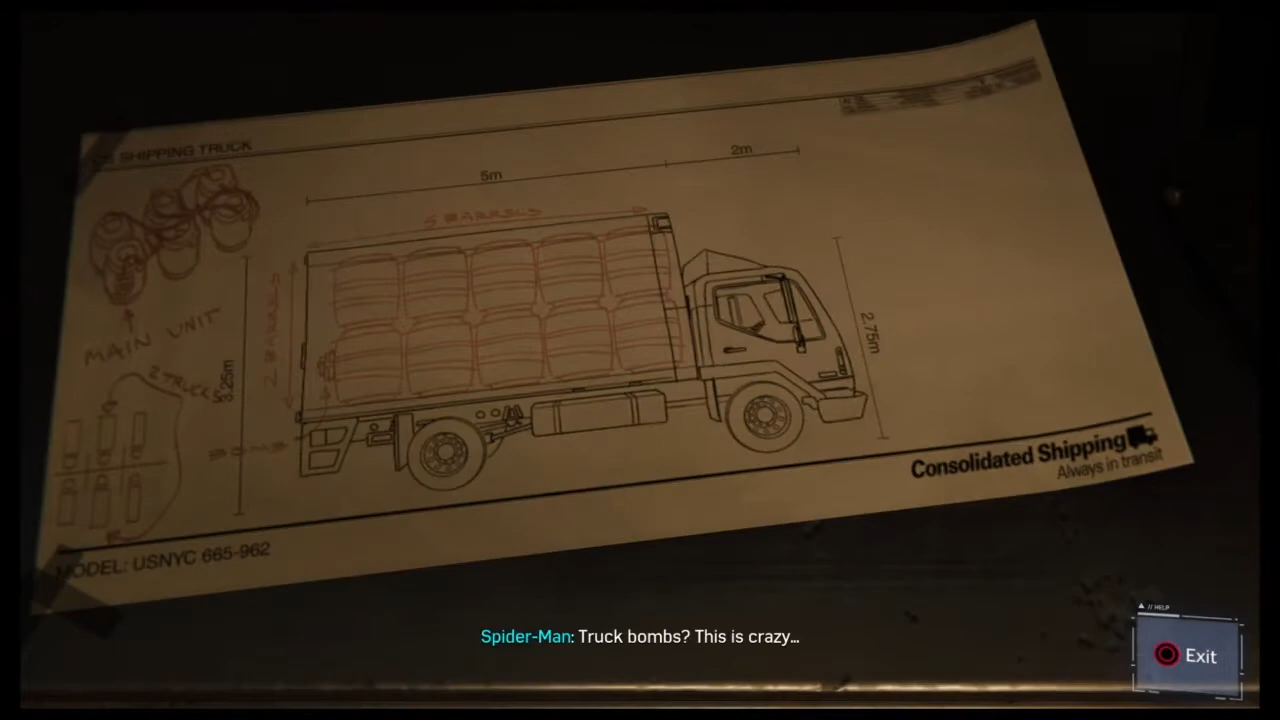 SHIPPING TRUCK
5m
2m
5 BARRELS
2 BARRELS
MAIN UNIT
2 TRUCKS
3.25m
2.75m
Consolidated Shipping
Always in transit
MODEL: USNYC 665-962
Spider-Man: Truck bombs? This is crazy...
▲ // HELP
Exit